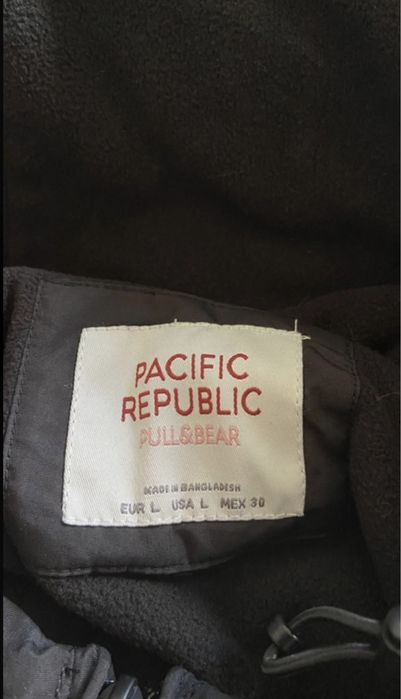 PACIFIC
REPUBLIC
PULL&BEAR
MADE IN BANGLADESH
EUR L USA L MEX 30